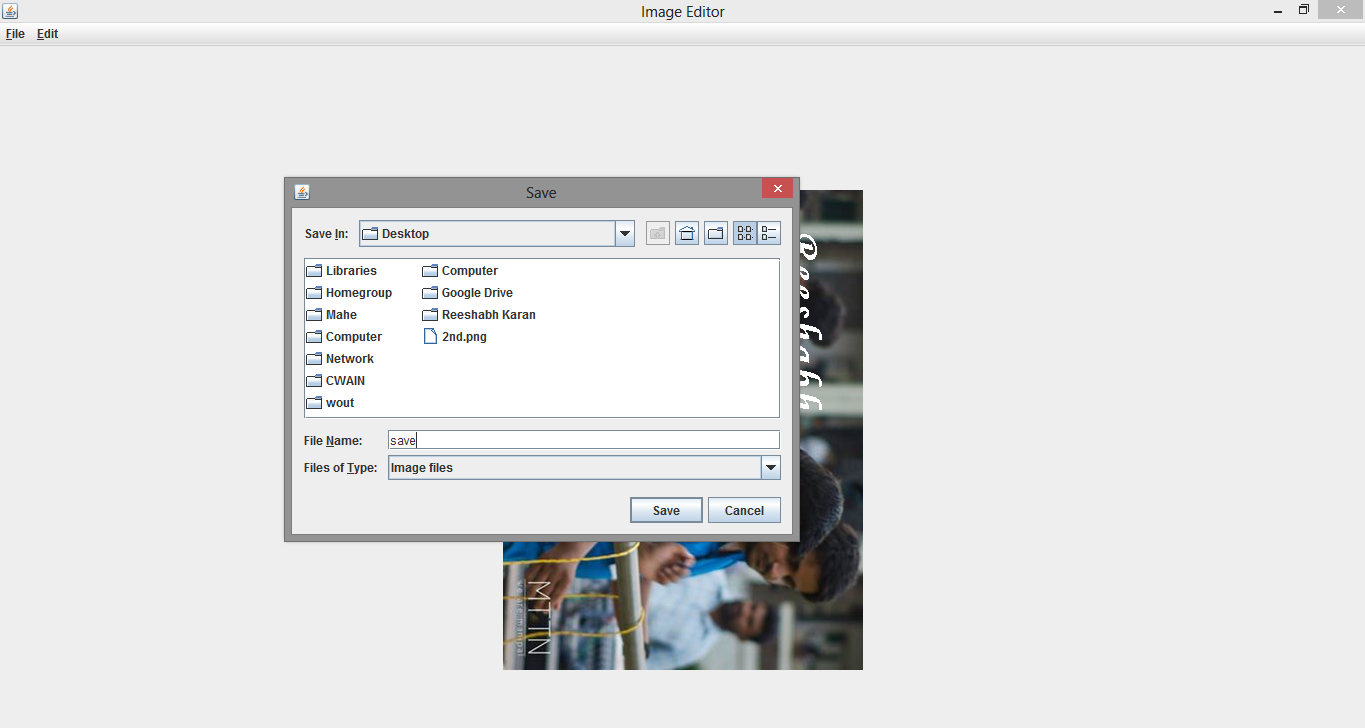 Image Editor
File Edit
Save
Save In: Desktop
Libraries
Homegroup
Mahe
Computer
Network
CWAIN
wout
Computer
Google Drive
Reeshabh Karan
2nd.png
File Name: save
Files of Type: Image files
Save Cancel
Reeshabh
MTTN